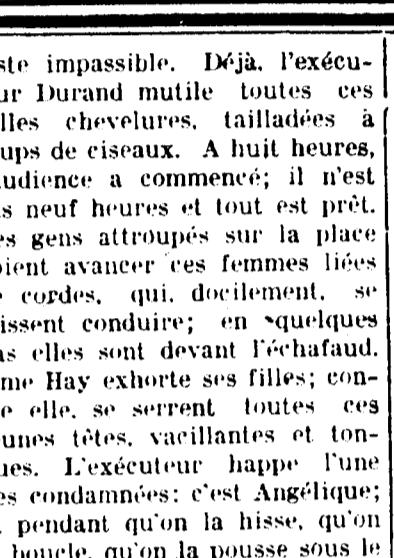 ste impassible. Déjà, l'exécu-
ur Durand mutile toutes ces
lles chevelures, tailladées à
ups de ciseaux. A huit heures,
udience a commencé; il n'est
s neuf heures et tout est prêt.
es gens attroupés sur la place
oient avancer ces femmes liées
e cordes, qui, docilement, se
issent conduire; en quelques
as elles sont devant l'échafaud.
me Hay exhorte ses filles; con-
e elle, se serrent toutes ces
unes têtes, vacillantes et ton-
ues. L'exécuteur happe l'une
es condamnées: c'est Angélique;
pendant qu'on la hisse, qu'on
boucle, qu'on la pousse sous le